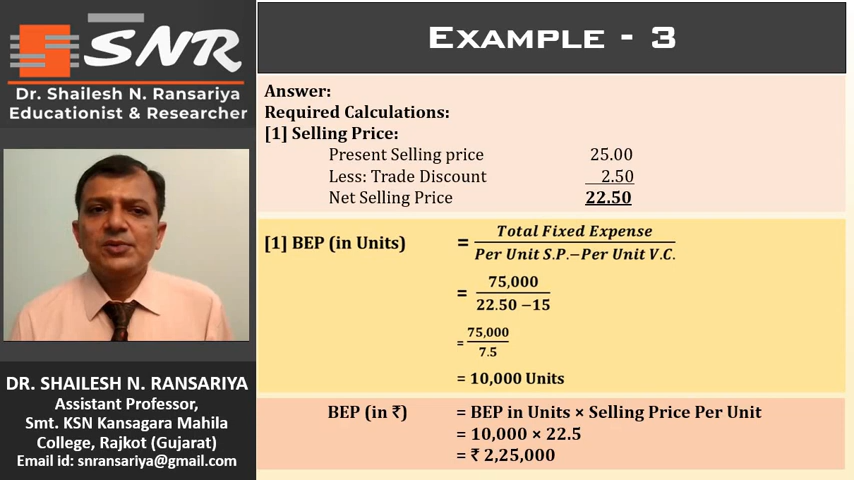 SNR
Dr. Shailesh N. Ransariya
Educationist & Researcher
DR. SHAILESH N. RANSARIYA
Assistant Professor,
Smt. KSN Kansagara Mahila
College, Rajkot (Gujarat)
Email id: snransariya@gmail.com
EXAMPLE - 3
Answer:
Required Calculations:
[1] Selling Price:
Present Selling price 25.00
Less: Trade Discount 2.50
Net Selling Price 22.50
[1] BEP (in Units) = Total Fixed Expense / Per Unit S.P.−Per Unit V.C.
= 75,000 / 22.50 −15
= 75,000 / 7.5
= 10,000 Units
BEP (in ₹) = BEP in Units × Selling Price Per Unit
= 10,000 × 22.5
= ₹ 2,25,000